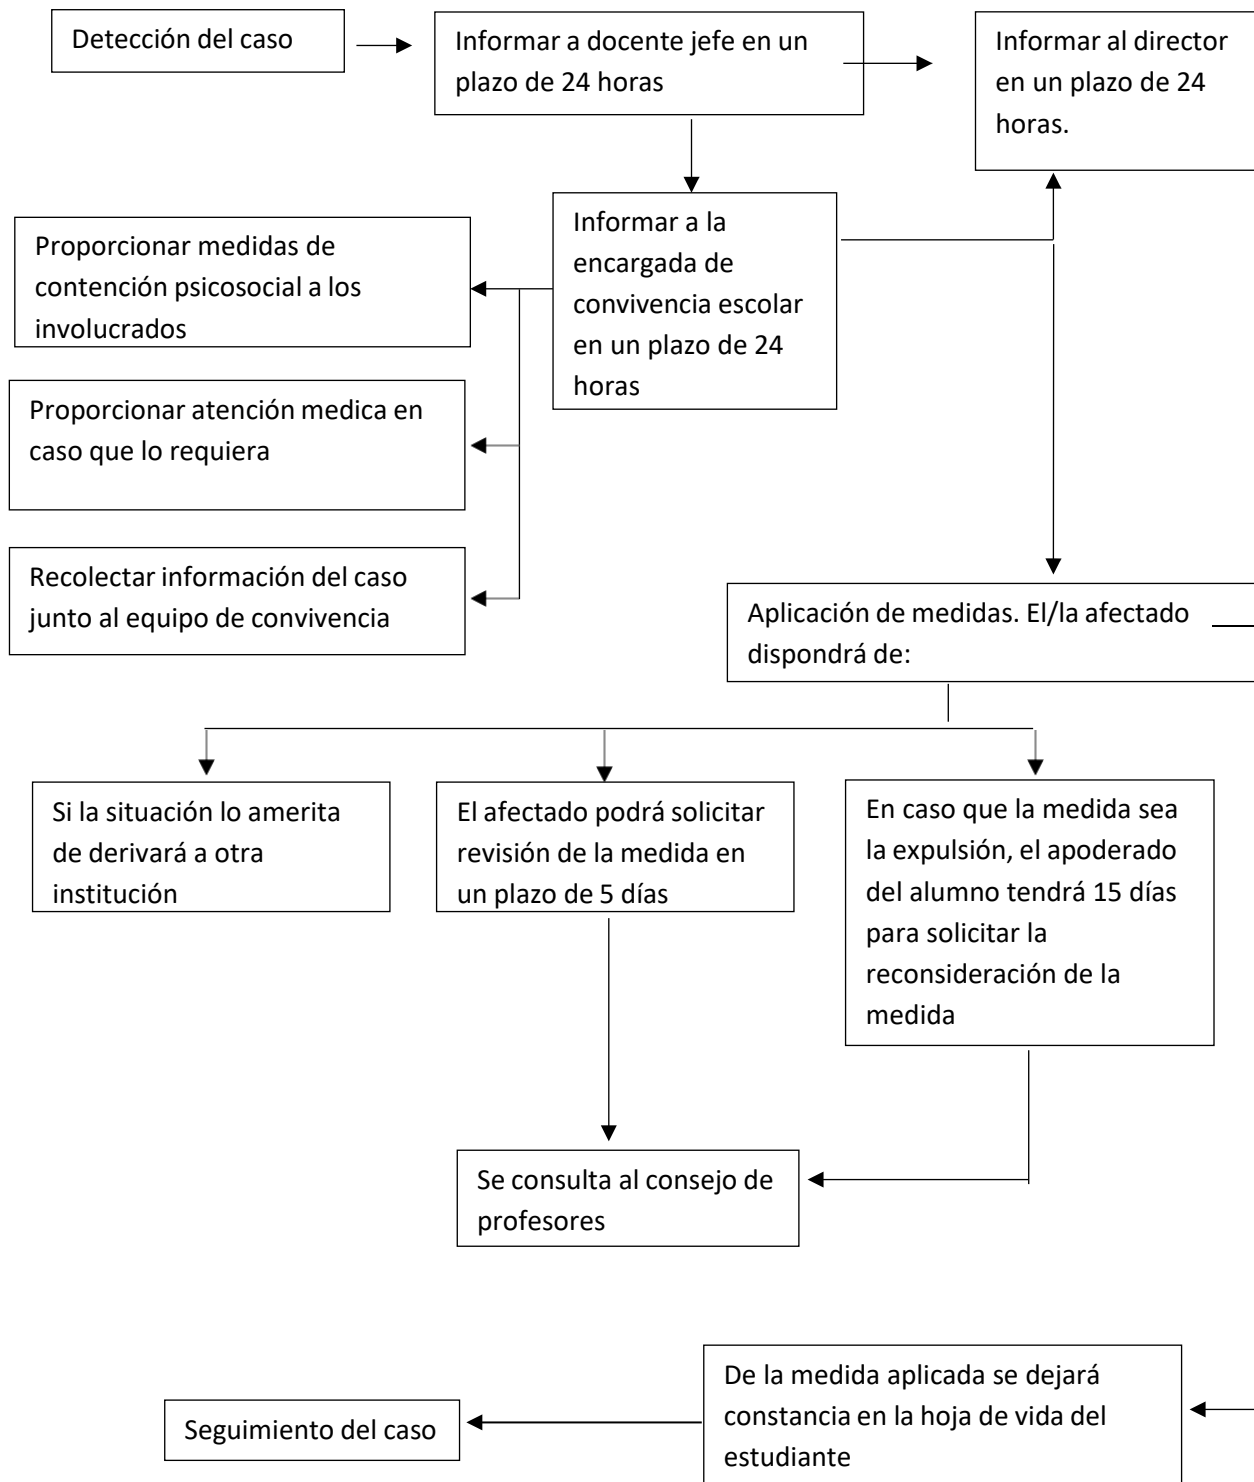 Detección del caso
Informar a docente jefe en un
plazo de 24 horas
Informar al director
en un plazo de 24
horas.
Informar a la
encargada de
convivencia escolar
en un plazo de 24
horas
Proporcionar medidas de
contención psicosocial a los
involucrados
Proporcionar atención medica en
caso que lo requiera
Recolectar información del caso
junto al equipo de convivencia
Aplicación de medidas. El/la afectado
dispondrá de:
Si la situación lo amerita
de derivará a otra
institución
El afectado podrá solicitar
revisión de la medida en
un plazo de 5 días
En caso que la medida sea
la expulsión, el apoderado
del alumno tendrá 15 días
para solicitar la
reconsideración de la
medida
Se consulta al consejo de
profesores
De la medida aplicada se dejará
constancia en la hoja de vida del
estudiante
Seguimiento del caso